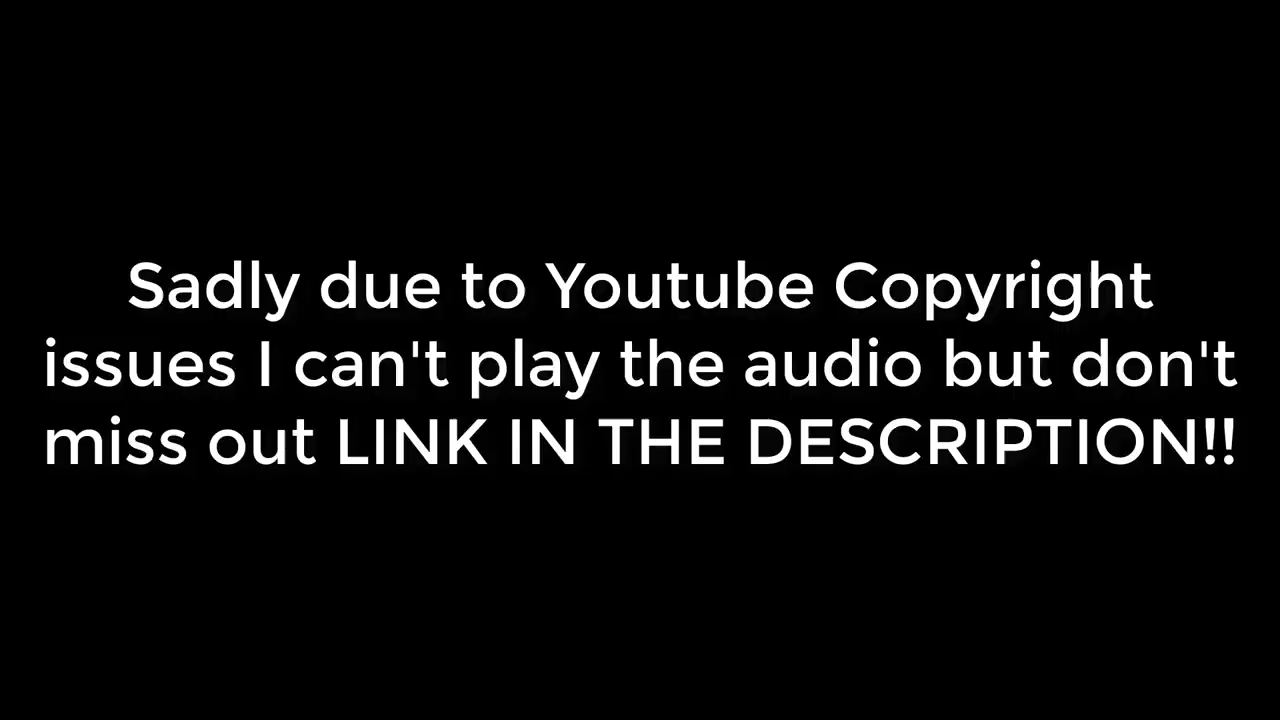 Sadly due to Youtube Copyright
issues I can't play the audio but don't
miss out LINK IN THE DESCRIPTION!!